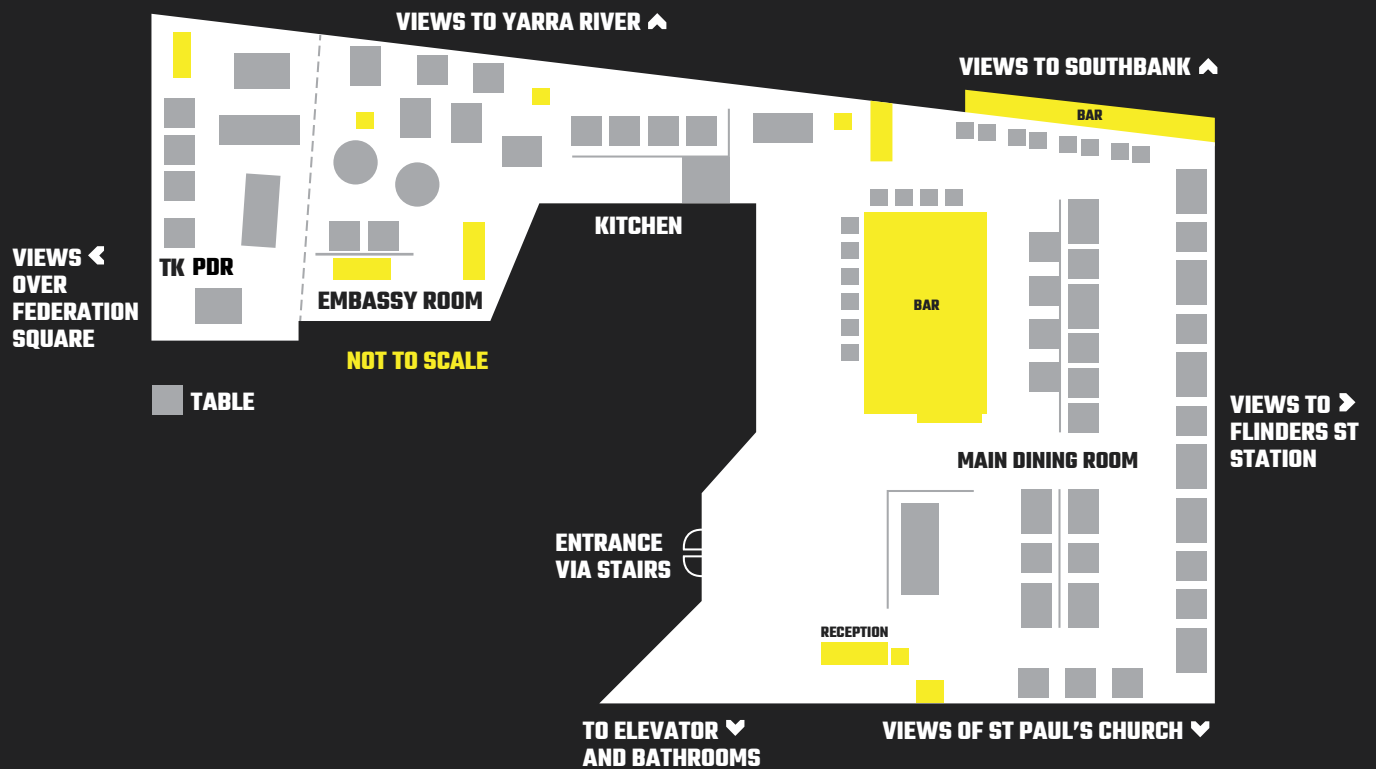 VIEWS TO YARRA RIVER
VIEWS TO SOUTHBANK
BAR
KITCHEN
VIEWS
OVER
FEDERATION
SQUARE
TK PDR
EMBASSY ROOM
BAR
NOT TO SCALE
TABLE
VIEWS TO
FLINDERS ST
STATION
MAIN DINING ROOM
ENTRANCE
VIA STAIRS
RECEPTION
TO ELEVATOR
AND BATHROOMS
VIEWS OF ST PAUL'S CHURCH